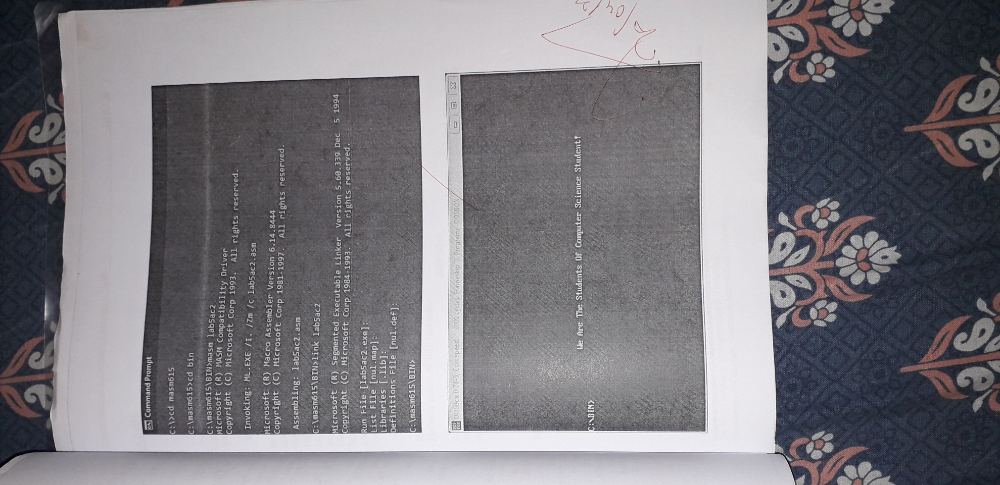 Command Prompt
C:\>cd masm615
C:\masm615>cd bin
C:\masm615\BIN>masm lab5ac2
Microsoft (R) MASM Compatibility Driver
Copyright (C) Microsoft Corp 1993.  All rights reserved.
Invoking: ML.EXE /I. /Zm /c lab5ac2.asm
Microsoft (R) Macro Assembler Version 6.14.8444
Copyright (C) Microsoft Corp 1981-1997.  All rights reserved.
Assembling: lab5ac2.asm
C:\masm615\BIN>link lab5ac2
Microsoft (R) Segmented Executable Linker  Version 5.60.339 Dec  5 1994
Copyright (C) Microsoft Corp 1984-1993.  All rights reserved.
Run File [lab5ac2.exe]:
List File [nul.map]:
Libraries [.lib]:
Definitions File [nul.def]:
C:\masm615\BIN>
DOSBox 0.74-3, Cpu speed:    3000 cycles, Frameskip  0, Program:   DOSBOX
We Are The Students Of Computer Science Student!
C:\BIN>